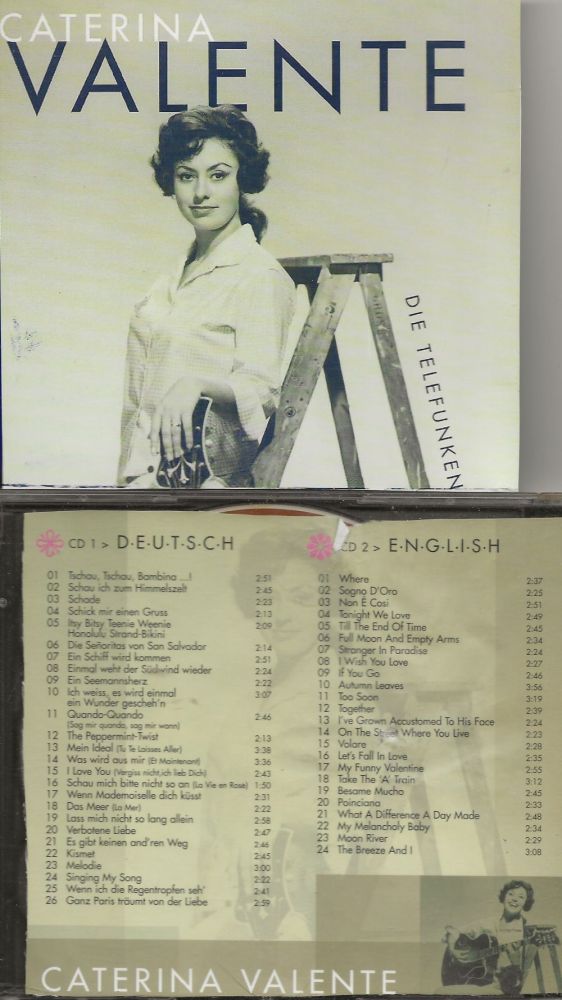 CATERINA
VALENTE
DIE TELEFUNKEN
CD 1 > D·E·U·T·S·C·H
01 Tschau, Tschau, Bambina ...! 2:51
02 Schau ich zum Himmelszelt 2:45
03 Schade 2:23
04 Schick mir einen Gruss 2:13
05 Itsy Bitsy Teenie Weenie 2:09
Honolulu Strand-Bikini
06 Die Señoritas von San Salvador 2:14
07 Ein Schiff wird kommen 2:51
08 Einmal weht der Südwind wieder 2:24
09 Ein Seemannsherz 2:22
10 Ich weiss, es wird einmal 3:07
ein Wunder gescheh'n
11 Quando-Quando 2:46
(Sag mir quando, sag mir wann)
12 The Peppermint-Twist 2:13
13 Mein Ideal (Tu Te Laisses Aller) 3:38
14 Was wird aus mir (Et Maintenant) 3:36
15 I Love You (Vergiss nicht, ich lieb Dich) 2:43
16 Schau mich bitte nicht so an (La Vie en Rose) 1:50
17 Wenn Mademoiselle dich küsst 2:31
18 Das Meer (La Mer) 2:22
19 Lass mich nicht so lang allein 2:58
20 Verbotene Liebe 2:47
21 Es gibt keinen and'ren Weg 2:46
22 Kismet 2:45
23 Melodie 3:00
24 Singing My Song 2:22
25 Wenn ich die Regentropfen seh' 2:41
26 Ganz Paris träumt von der Liebe 2:59
CD 2 > E·N·G·L·I·S·H
01 Where 2:37
02 Sogno D'Oro 2:25
03 Non È Cosi 2:51
04 Tonight We Love 2:49
05 Till The End Of Time 2:45
06 Full Moon And Empty Arms 2:34
07 Stranger In Paradise 2:24
08 I Wish You Love 2:27
09 If You Go 2:46
10 Autumn Leaves 3:56
11 Too Soon 3:19
12 Together 2:39
13 I've Grown Accustomed To His Face 2:24
14 On The Street Where You Live 2:23
15 Volare 2:28
16 Let's Fall In Love 2:35
17 My Funny Valentine 2:55
18 Take The 'A' Train 3:12
19 Besame Mucho 2:45
20 Poinciana 2:33
21 What A Difference A Day Made 2:48
22 My Melancholy Baby 2:34
23 Moon River 2:29
24 The Breeze And I 3:08
CATERINA VALENTE